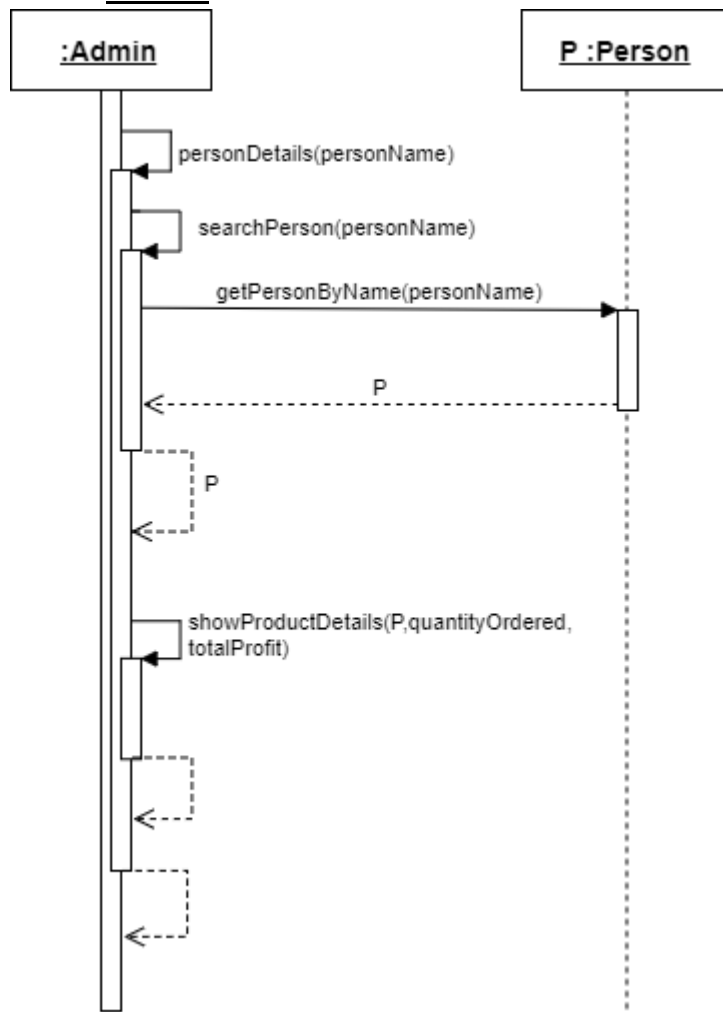 :Admin
P :Person
personDetails(personName)
searchPerson(personName)
getPersonByName(personName)
P
P
showProductDetails(P,quantityOrdered,
totalProfit)